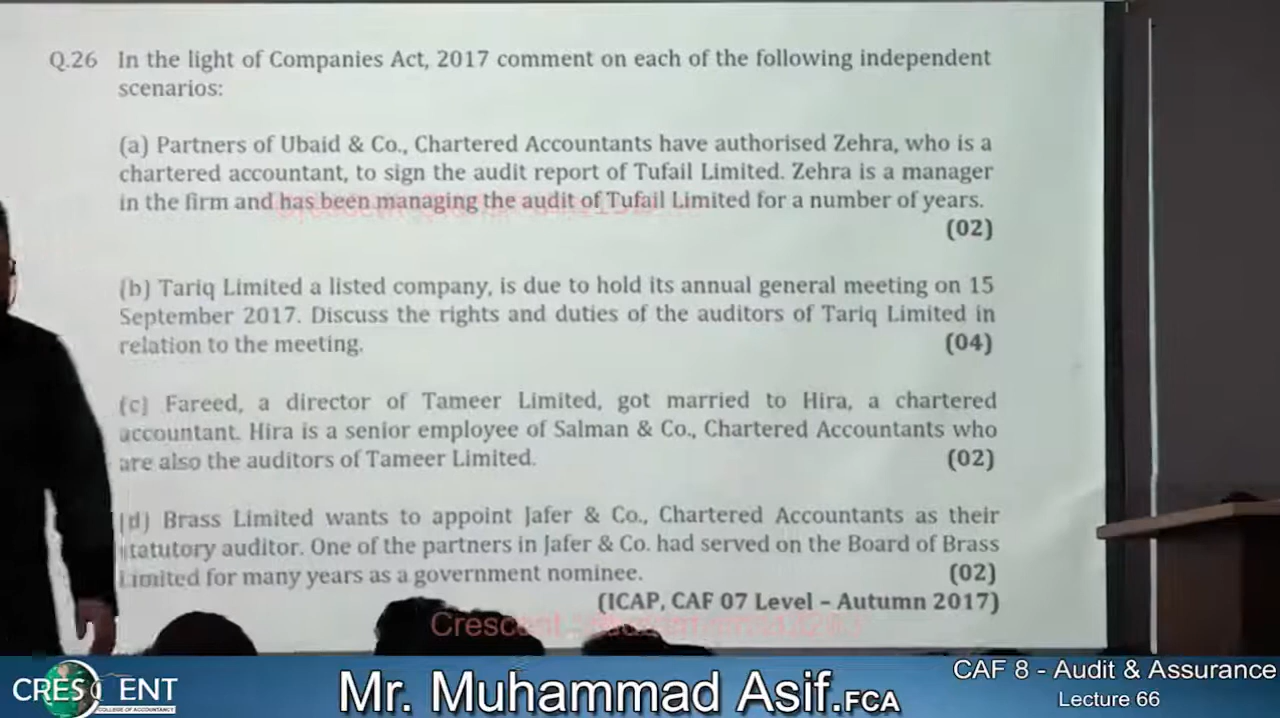 Q.26 In the light of Companies Act, 2017 comment on each of the following independent
scenarios:
(a) Partners of Ubaid & Co., Chartered Accountants have authorised Zehra, who is a
chartered accountant, to sign the audit report of Tufail Limited. Zehra is a manager
in the firm and has been managing the audit of Tufail Limited for a number of years.
(02)
(b) Tariq Limited a listed company, is due to hold its annual general meeting on 15
September 2017. Discuss the rights and duties of the auditors of Tariq Limited in
relation to the meeting. (04)
(c) Fareed, a director of Tameer Limited, got married to Hira, a chartered
accountant. Hira is a senior employee of Salman & Co., Chartered Accountants who
are also the auditors of Tameer Limited. (02)
(d) Brass Limited wants to appoint Jafer & Co., Chartered Accountants as their
statutory auditor. One of the partners in Jafer & Co. had served on the Board of Brass
Limited for many years as a government nominee. (02)
(ICAP, CAF 07 Level – Autumn 2017)
Crescent
CRESCENT
COLLEGE OF ACCOUNTANCY
Mr. Muhammad Asif.FCA
CAF 8 - Audit & Assurance
Lecture 66